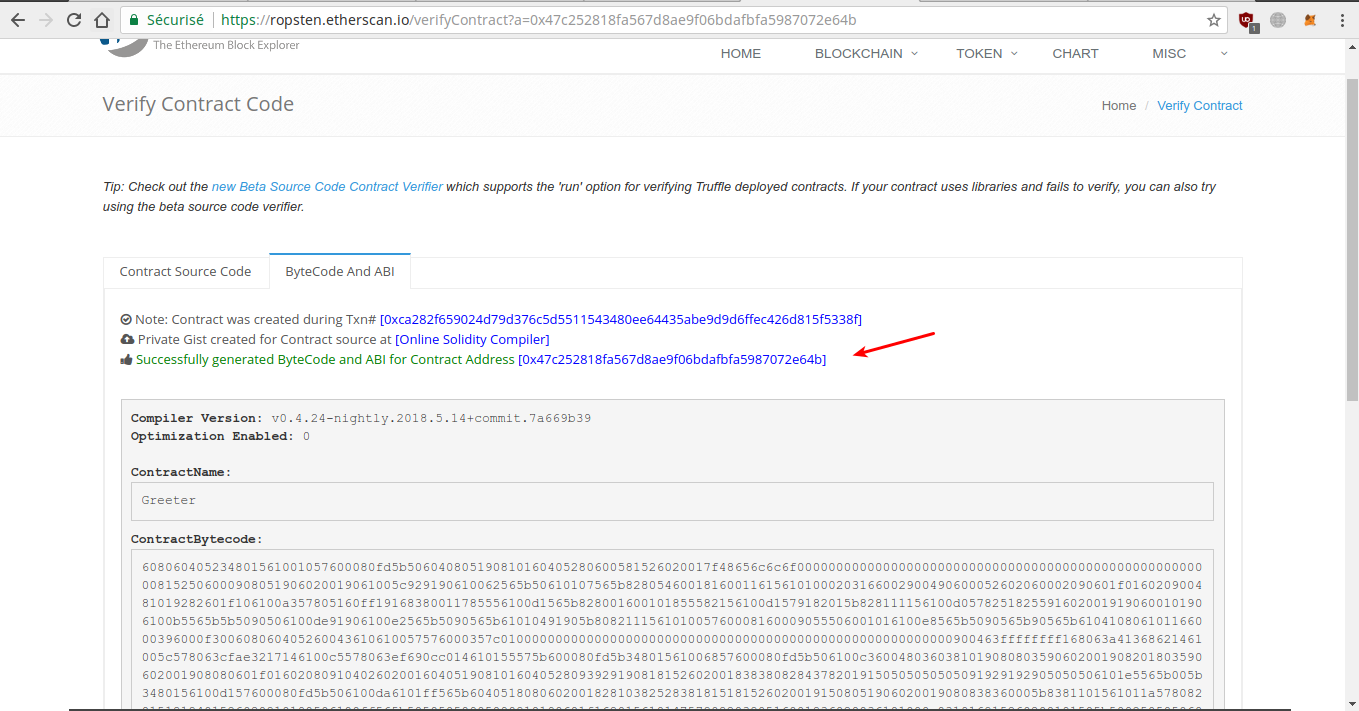 Sécurisé
https://ropsten.etherscan.io/verifyContract?a=0x47c252818fa567d8ae9f06bdafbfa5987072e64b
1
The Ethereum Block Explorer
HOME BLOCKCHAIN TOKEN CHART MISC
Verify Contract Code
Home / Verify Contract
Tip: Check out the new Beta Source Code Contract Verifier which supports the 'run' option for verifying Truffle deployed contracts. If your contract uses libraries and fails to verify, you can also try
using the beta source code verifier.
Contract Source Code
ByteCode And ABI
Note: Contract was created during Txn# [0xca282f659024d79d376c5d5511543480ee64435abe9d9d6ffec426d815f5338f]
Private Gist created for Contract source at [Online Solidity Compiler]
Successfully generated ByteCode and ABI for Contract Address [0x47c252818fa567d8ae9f06bdafbfa5987072e64b]
Compiler Version: v0.4.24-nightly.2018.5.14+commit.7a669b39
Optimization Enabled: 0
ContractName:
Greeter
ContractBytecode:
608060405234801561001057600080fd5b506040805190810160405280600581526020017f48656c6c6f0000000000000000000000000000000000000000000000000000
008152506000908051906020019061005c929190610062565b50610107565b828054600181600116156101000203166002900490600052602060002090601f0160209004
81019282601f106100a357805160ff19168380011785556100d1565b828001600101855582156100d1579182015b828111156100d05782518255916020019190600101906
6100b5565b5b5090506100de91906100e2565b5090565b61010491905b808211156101005760008160009055506001016100e8565b5090565b90565b6104108061011660